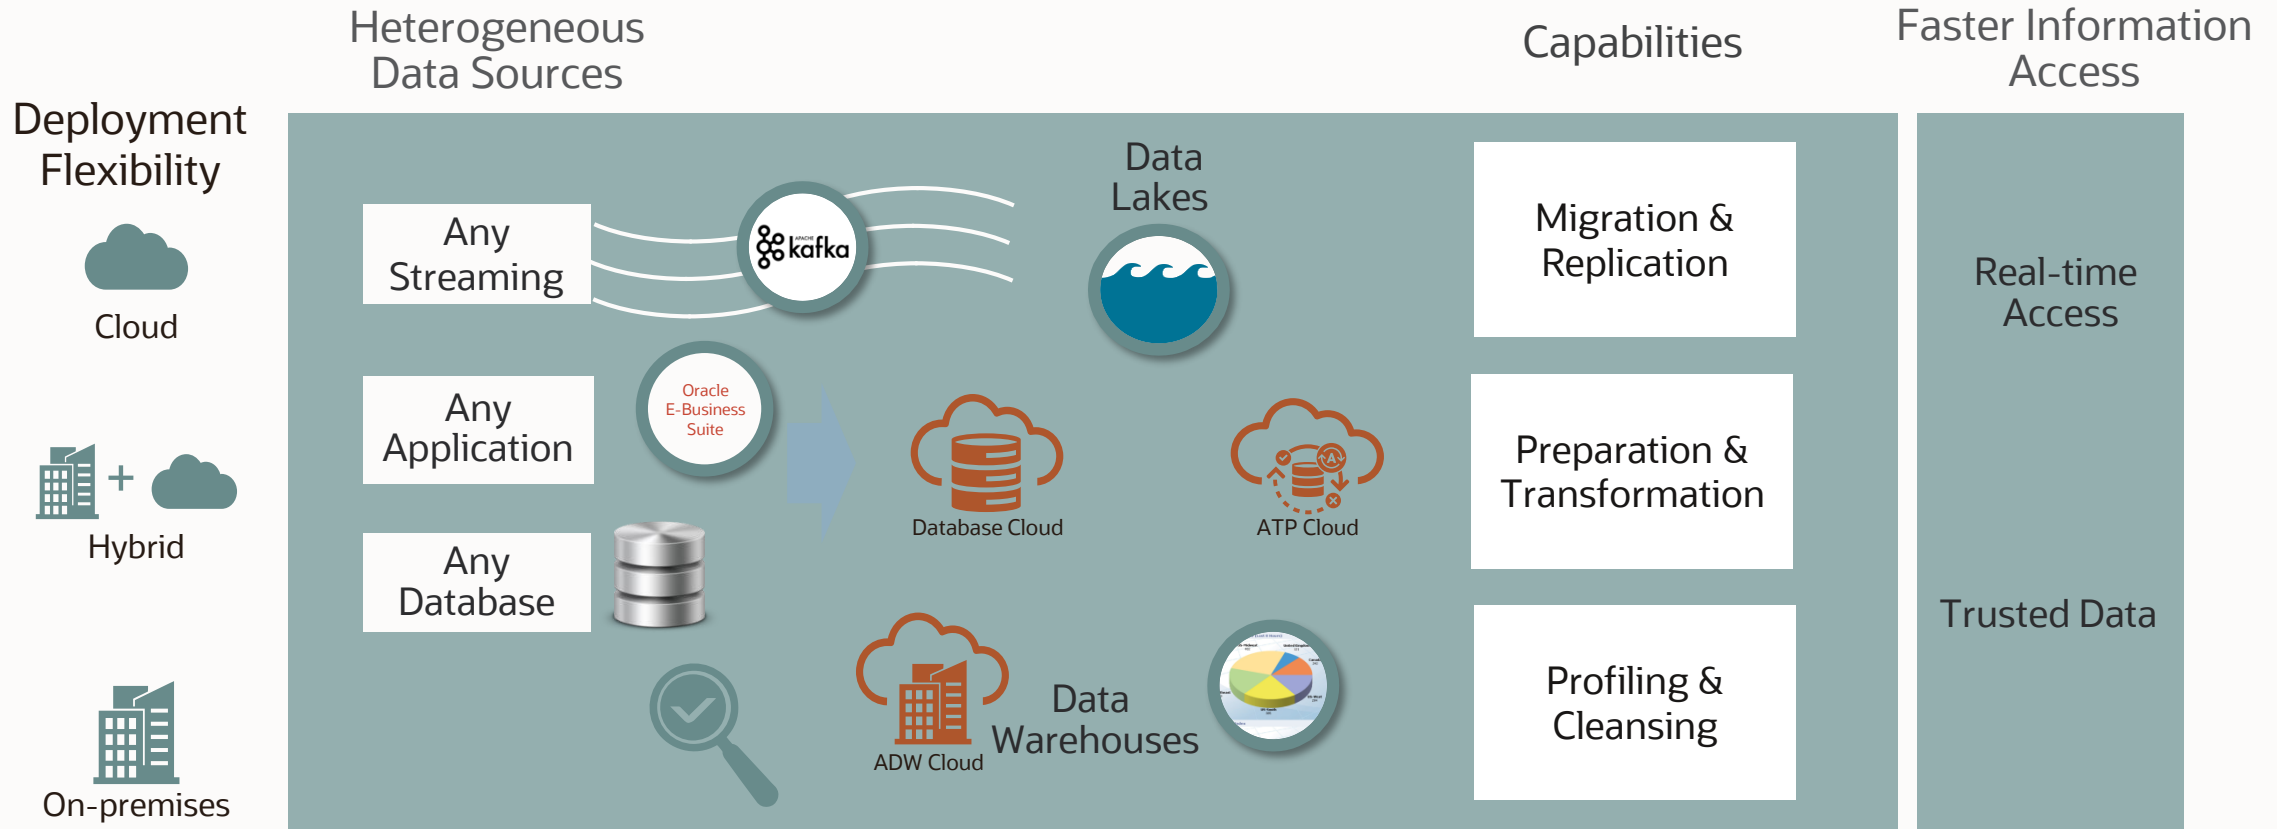 Heterogeneous
Data Sources
Capabilities
Faster Information
Access
Deployment
Flexibility
Cloud
Hybrid
On-premises
Any
Streaming
APACHE
kafka
Data
Lakes
Any
Application
Oracle
E-Business
Suite
Database Cloud
A
ATP Cloud
Any
Database
ADW Cloud
Data
Warehouses
Migration &
Replication
Preparation &
Transformation
Profiling &
Cleansing
Real-time
Access
Trusted Data